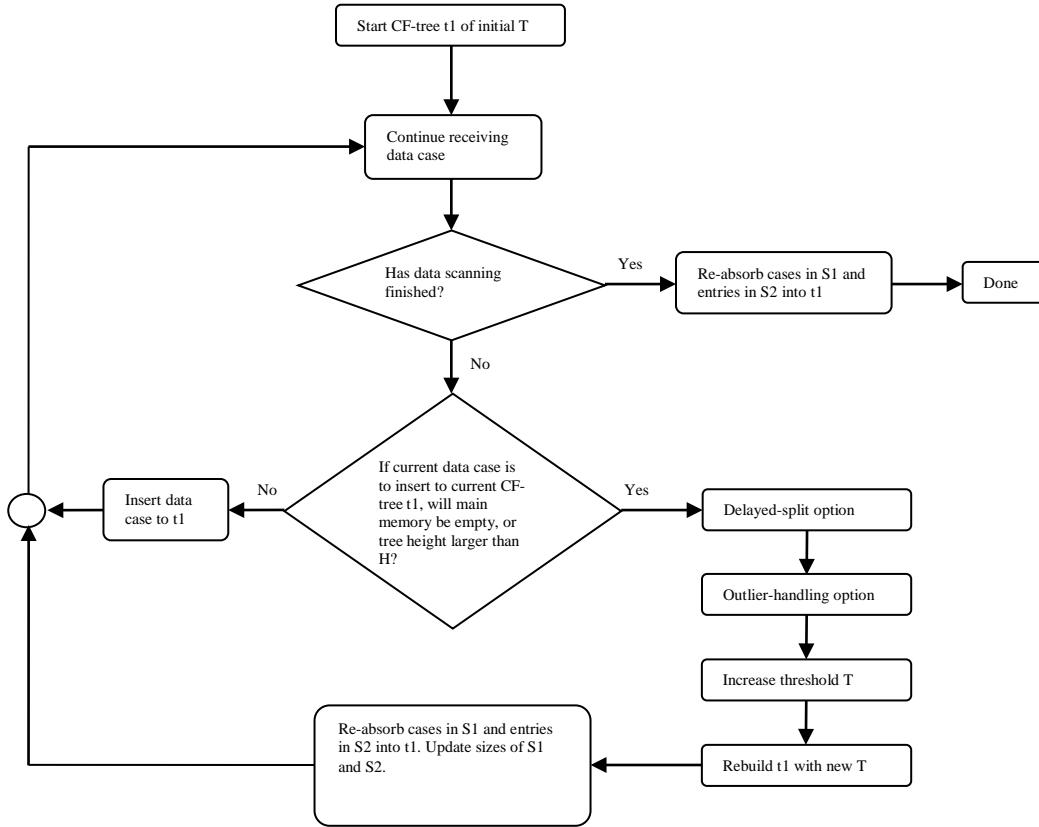 Start CF-tree t1 of initial T
Continue receiving
data case
Has data scanning
finished?
Yes
Re-absorb cases in S1 and
entries in S2 into t1
Done
No
If current data case is
to insert to current CF-
tree t1, will main
memory be empty, or
tree height larger than
H?
No
Insert data
case to t1
Yes
Delayed-split option
Outlier-handling option
Increase threshold T
Rebuild t1 with new T
Re-absorb cases in S1 and entries
in S2 into t1. Update sizes of S1
and S2.